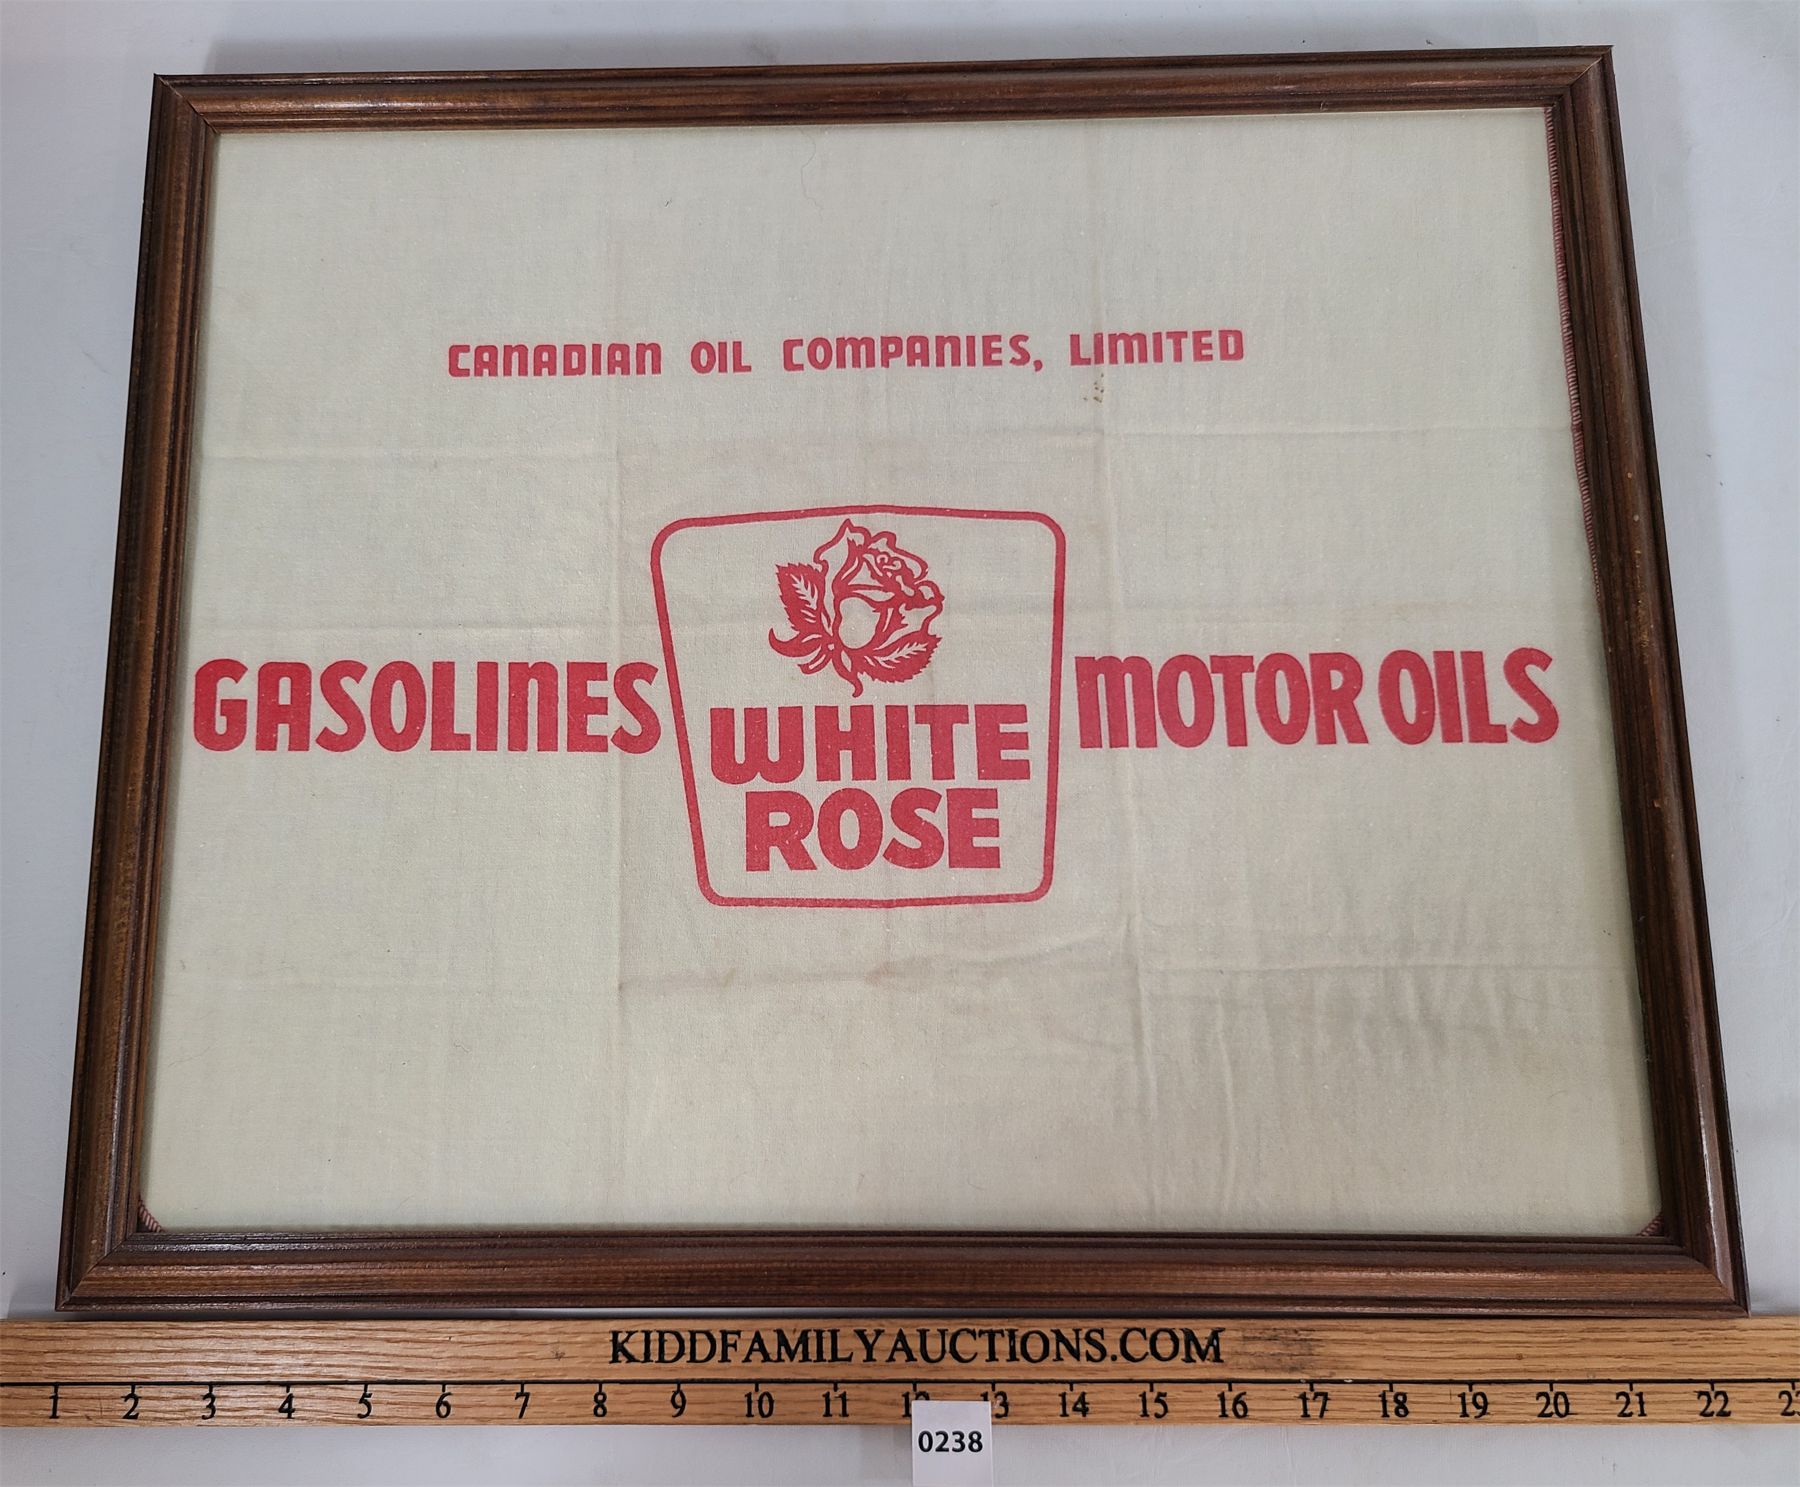 CANADIAN OIL COMPANIES, LIMITED
GASOLINES WHITE ROSE MOTOR OILS
KIDDFAMILYAUCTIONS.COM
1 2 3 4 5 6 7 8 9 10 11 12 13 14 15 16 17 18 19 20 21 22 23
0238